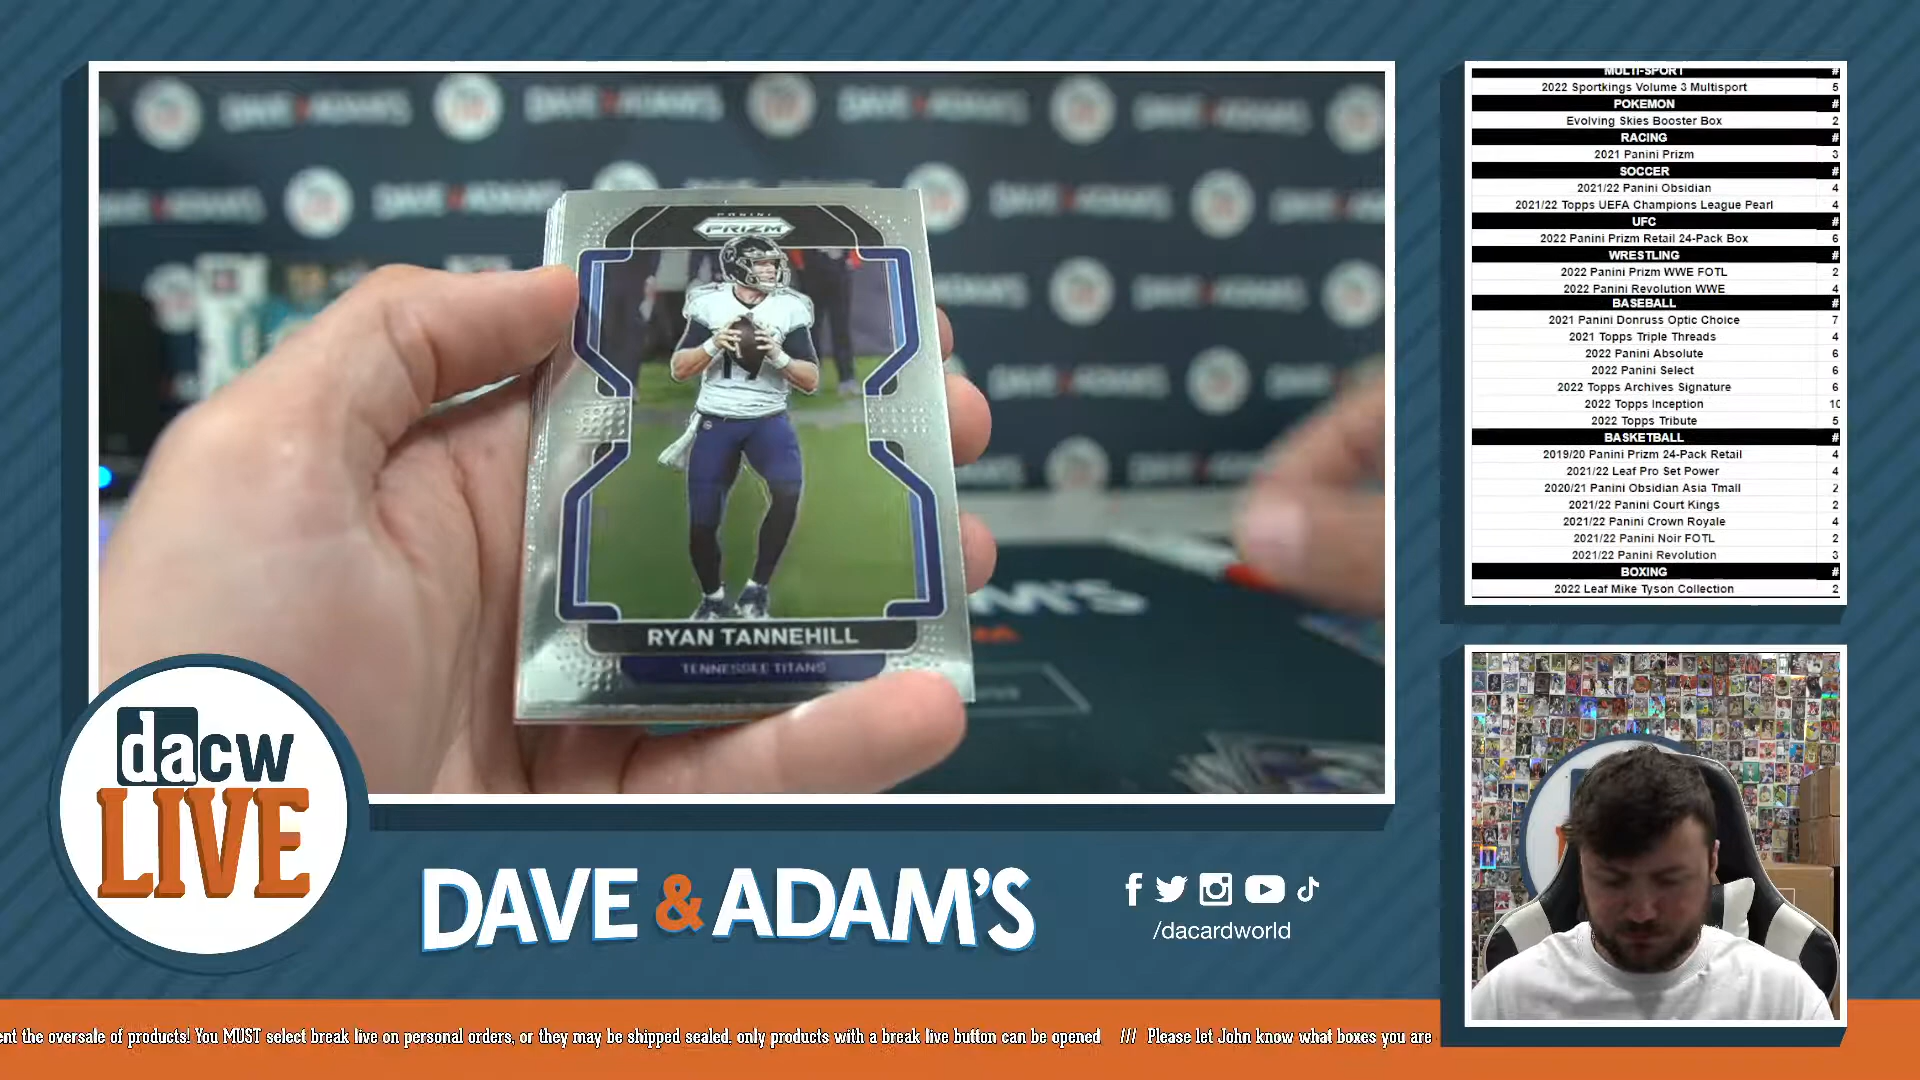 DAVE & ADAM'S
PANINI
PRIZM
RYAN TANNEHILL
TENNESSEE TITANS
MULTI-SPORT #
2022 Sportkings Volume 3 Multisport 5
POKEMON #
Evolving Skies Booster Box 2
RACING #
2021 Panini Prizm 3
SOCCER #
2021/22 Panini Obsidian 4
2021/22 Topps UEFA Champions League Pearl 4
UFC #
2022 Panini Prizm Retail 24-Pack Box 6
WRESTLING #
2022 Panini Prizm WWE FOTL 2
2022 Panini Revolution WWE 4
BASEBALL #
2021 Panini Donruss Optic Choice 7
2021 Topps Triple Threads 4
2022 Panini Absolute 6
2022 Panini Select 6
2022 Topps Archives Signature 6
2022 Topps Inception 10
2022 Topps Tribute 5
BASKETBALL #
2019/20 Panini Prizm 24-Pack Retail 4
2021/22 Leaf Pro Set Power 4
2020/21 Panini Obsidian Asia Tmall 2
2021/22 Panini Court Kings 2
2021/22 Panini Crown Royale 4
2021/22 Panini Noir FOTL 2
2021/22 Panini Revolution 3
BOXING #
2022 Leaf Mike Tyson Collection 2
dacw
LIVE
DAVE & ADAM'S
/dacardworld
ent the oversale of products! You MUST select break live on personal orders, or they may be shipped sealed, only products with a break live button can be opened /// Please let John know what boxes you are